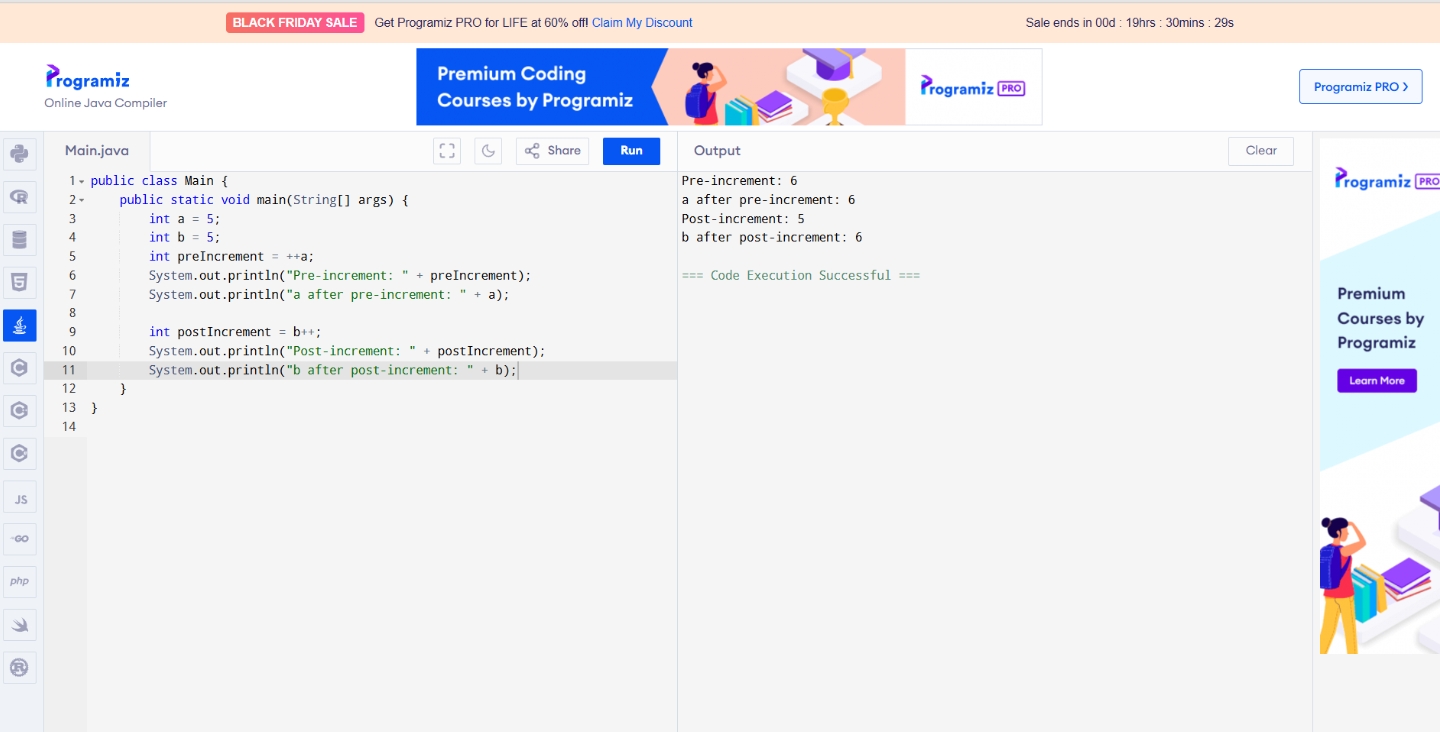 BLACK FRIDAY SALE Get Programiz PRO for LIFE at 60% off! Claim My Discount Sale ends in 00d : 19hrs : 30mins : 29s
Programiz
Online Java Compiler
Premium Coding
Courses by Programiz
Programiz PRO
Programiz PRO >
Main.java
Share
Run
Output
Clear
1 public class Main {
2     public static void main(String[] args) {
3         int a = 5;
4         int b = 5;
5         int preIncrement = ++a;
6         System.out.println("Pre-increment: " + preIncrement);
7         System.out.println("a after pre-increment: " + a);
8
9         int postIncrement = b++;
10         System.out.println("Post-increment: " + postIncrement);
11         System.out.println("b after post-increment: " + b);
12     }
13 }
14
Pre-increment: 6
a after pre-increment: 6
Post-increment: 5
b after post-increment: 6
=== Code Execution Successful ===
Programiz PRO
Premium
Courses by
Programiz
Learn More
R
5
C
C
C
JS
GO
php
R